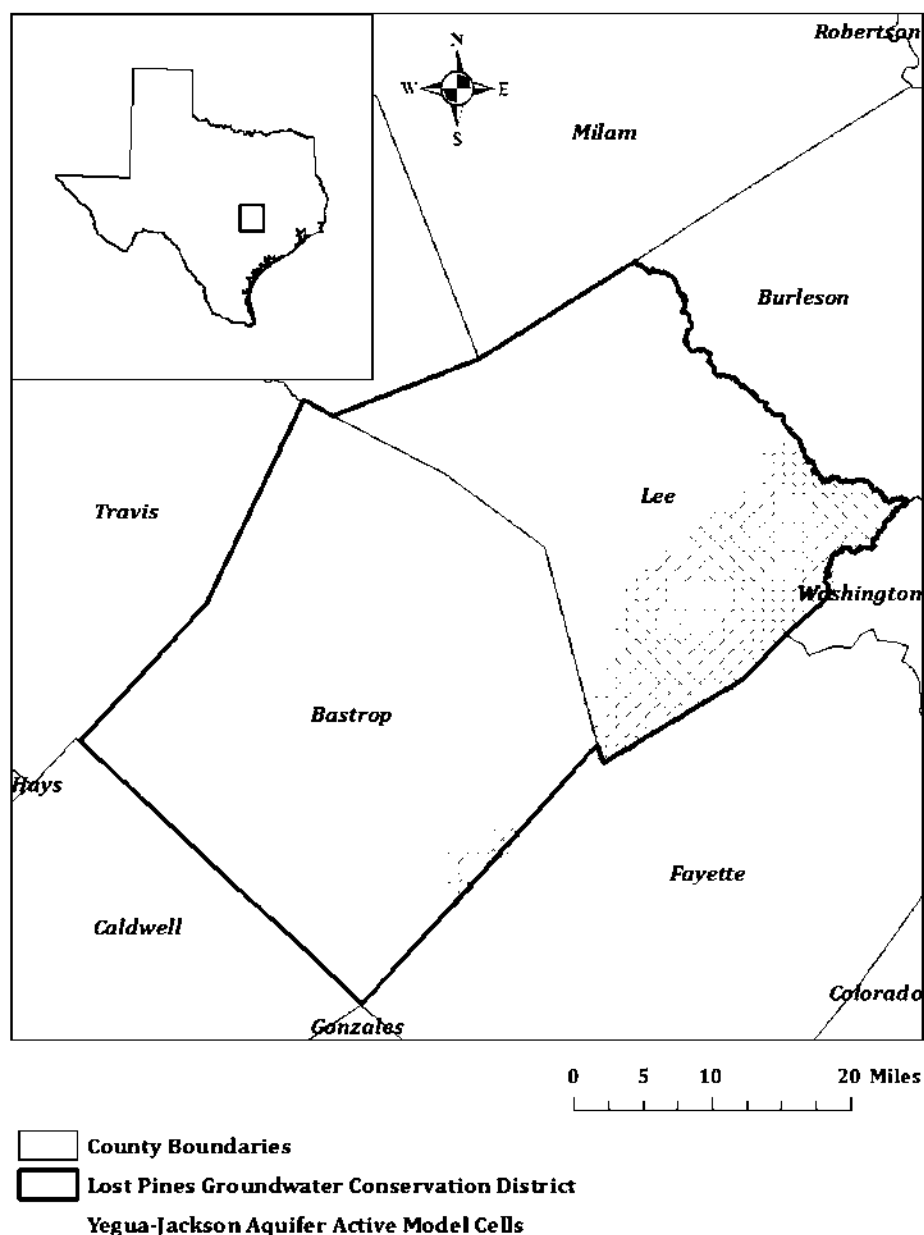 Robertson
N
W E
S
Milam
Burleson
Travis
Lee
Washington
Bastrop
Hays
Fayette
Caldwell
Colorado
Gonzales
0 5 10 20 Miles
County Boundaries
Lost Pines Groundwater Conservation District
Yegua-Jackson Aquifer Active Model Cells